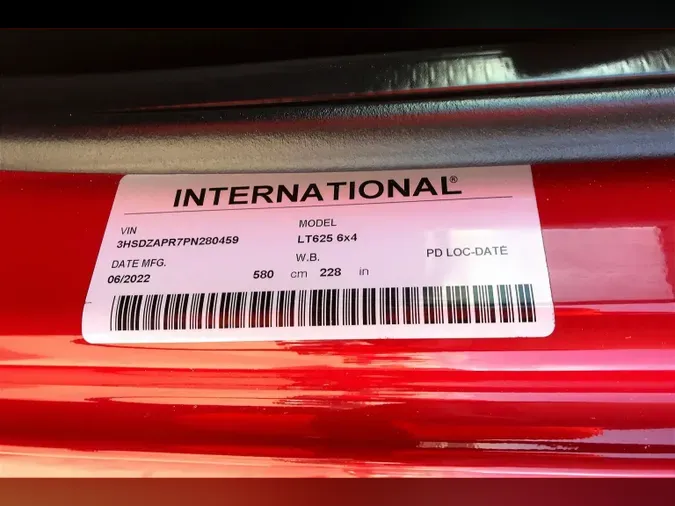 INTERNATIONAL®
VIN MODEL
3HSDZAPR7PN280459 LT625 6x4
DATE MFG. W.B. PD LOC-DATE
06/2022 580 cm 228 in